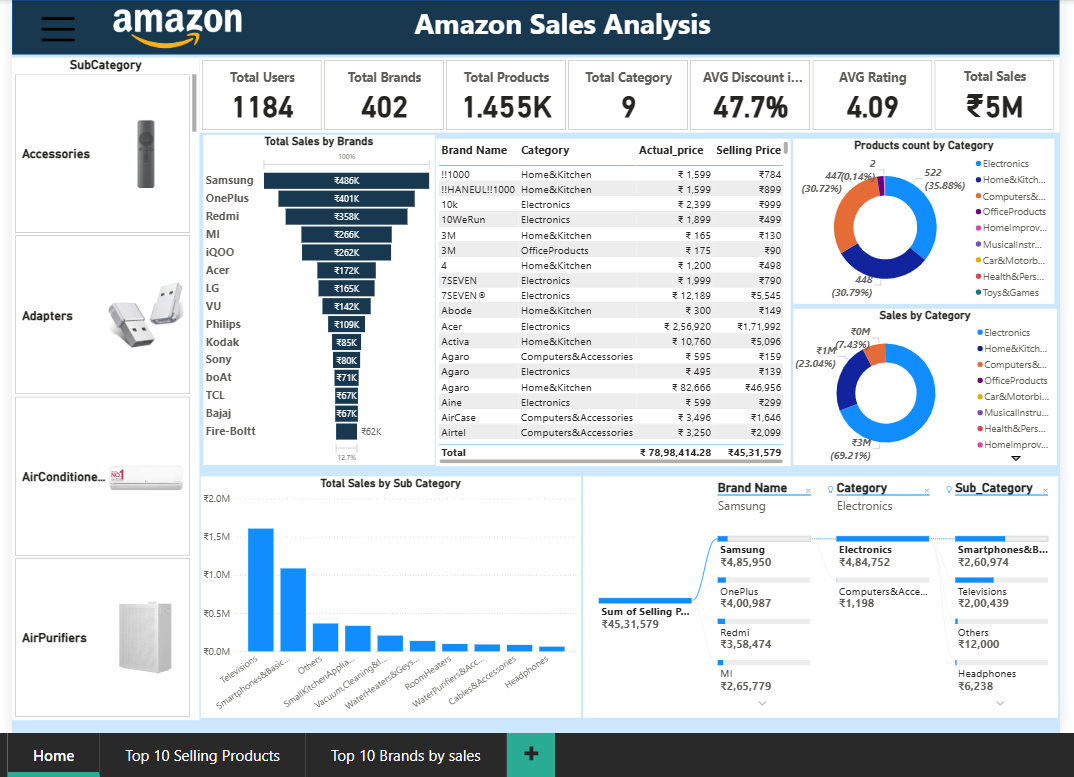 amazon
Amazon Sales Analysis
SubCategory
Accessories
Adapters
AirConditione...
AirPurifiers
Total Users
1184
Total Brands
402
Total Products
1.455K
Total Category
9
AVG Discount i...
47.7%
AVG Rating
4.09
Total Sales
₹5M
Total Sales by Brands
100%
Samsung ₹486K
OnePlus ₹401K
Redmi ₹358K
MI ₹266K
iQOO ₹262K
Acer ₹172K
LG ₹165K
VU ₹142K
Philips ₹109K
Kodak ₹85K
Sony ₹80K
boAt ₹71K
TCL ₹67K
Bajaj ₹67K
Fire-Boltt ₹62K
12.7%
Brand Name Category Actual_price Selling Price
!!1000 Home&Kitchen ₹ 1,599 ₹784
!!HANEUL!!1000 Home&Kitchen ₹ 1,599 ₹899
10k Electronics ₹ 2,399 ₹999
10WeRun Electronics ₹ 1,899 ₹499
3M Home&Kitchen ₹ 165 ₹130
3M OfficeProducts ₹ 175 ₹90
4 Home&Kitchen ₹ 1,200 ₹498
7SEVEN Electronics ₹ 1,999 ₹790
7SEVEN ® Electronics ₹ 12,189 ₹5,545
Abode Home&Kitchen ₹ 300 ₹149
Acer Electronics ₹ 2,56,920 ₹1,71,992
Activa Home&Kitchen ₹ 10,760 ₹5,096
Agaro Computers&Accessories ₹ 595 ₹159
Agaro Electronics ₹ 495 ₹139
Agaro Home&Kitchen ₹ 82,666 ₹46,956
Aine Electronics ₹ 599 ₹299
AirCase Computers&Accessories ₹ 3,496 ₹1,646
Airtel Computers&Accessories ₹ 3,250 ₹2,099
Total ₹ 78,98,414.28 ₹45,31,579
Products count by Category
2
(0.14%)
522
(35.88%)
447
(30.72%)
448
(30.79%)
Electronics
Home&Kitch...
Computers&...
OfficeProducts
HomeImprov...
MusicalInstr...
Car&Motorb...
Health&Pers...
Toys&Games
Sales by Category
₹0M
(7.43%)
₹1M
(23.04%)
₹3M
(69.21%)
Electronics
Home&Kitch...
Computers&...
OfficeProducts
Car&Motorbi...
MusicalInstru...
Health&Pers...
HomeImprov...
Total Sales by Sub Category
₹2.0M
₹1.5M
₹1.0M
₹0.5M
₹0.0M
Televisions
Smartphones&Basic...
Others
SmallKitchenApplia...
Vacuum,Cleaning&I...
WaterHeaters&Geys...
RoomHeaters
WaterPurifiers&Acc...
Cables&Accessories
Headphones
Sum of Selling P...
₹45,31,579
Brand Name
Samsung
Samsung
₹4,85,950
OnePlus
₹4,00,987
Redmi
₹3,58,474
MI
₹2,65,779
Category
Electronics
Electronics
₹4,84,752
Computers&Acce...
₹1,198
Sub_Category
Smartphones&B...
₹2,60,974
Televisions
₹2,00,439
Others
₹12,000
Headphones
₹6,238
Home
Top 10 Selling Products
Top 10 Brands by sales
+